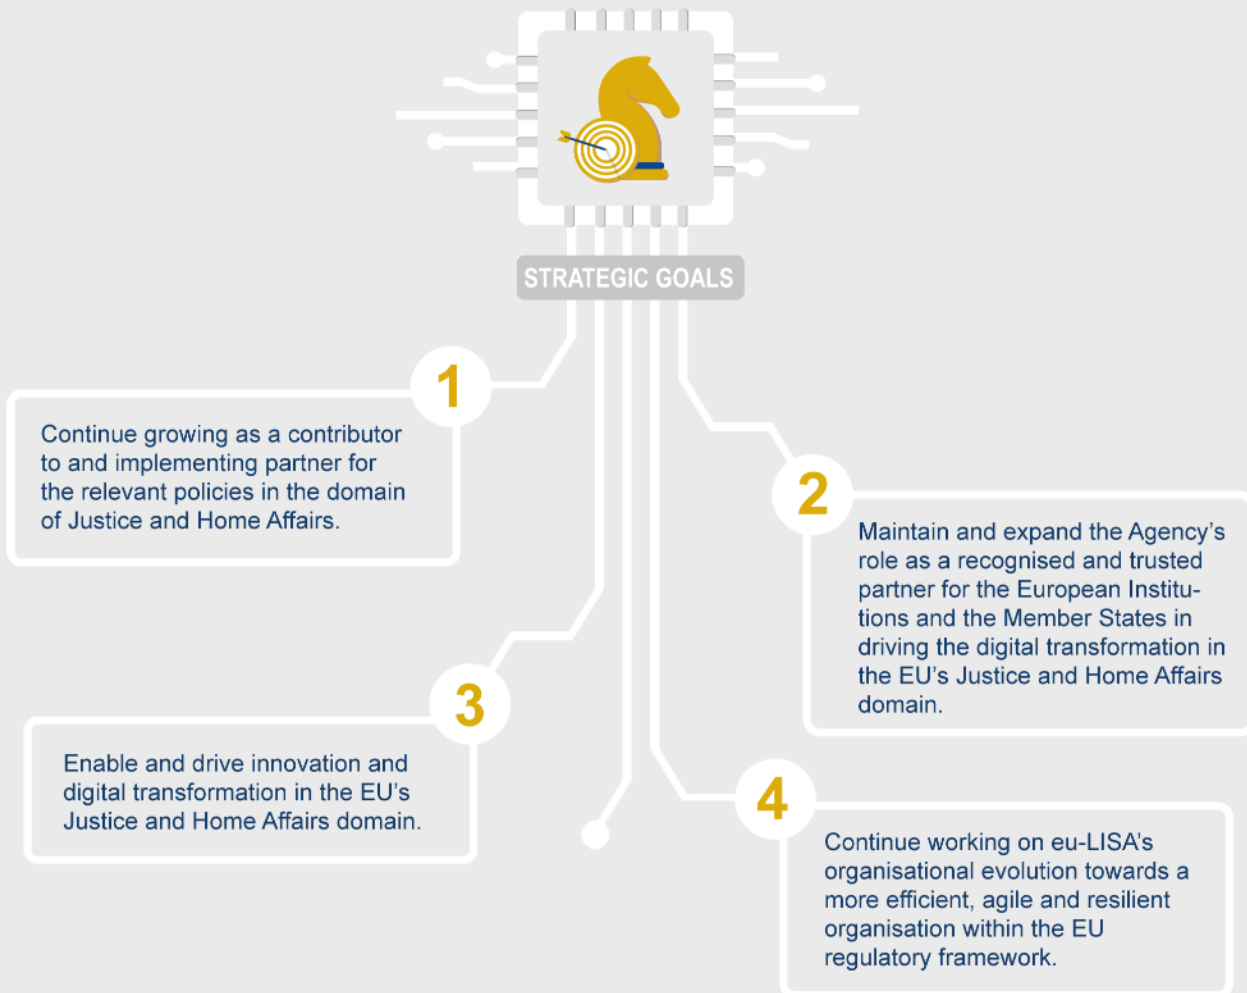 STRATEGIC GOALS
1
Continue growing as a contributor
to and implementing partner for
the relevant policies in the domain
of Justice and Home Affairs.
2
Maintain and expand the Agency's
role as a recognised and trusted
partner for the European Institu-
tions and the Member States in
driving the digital transformation in
the EU's Justice and Home Affairs
domain.
3
Enable and drive innovation and
digital transformation in the EU's
Justice and Home Affairs domain.
4
Continue working on eu-LISA's
organisational evolution towards a
more efficient, agile and resilient
organisation within the EU
regulatory framework.